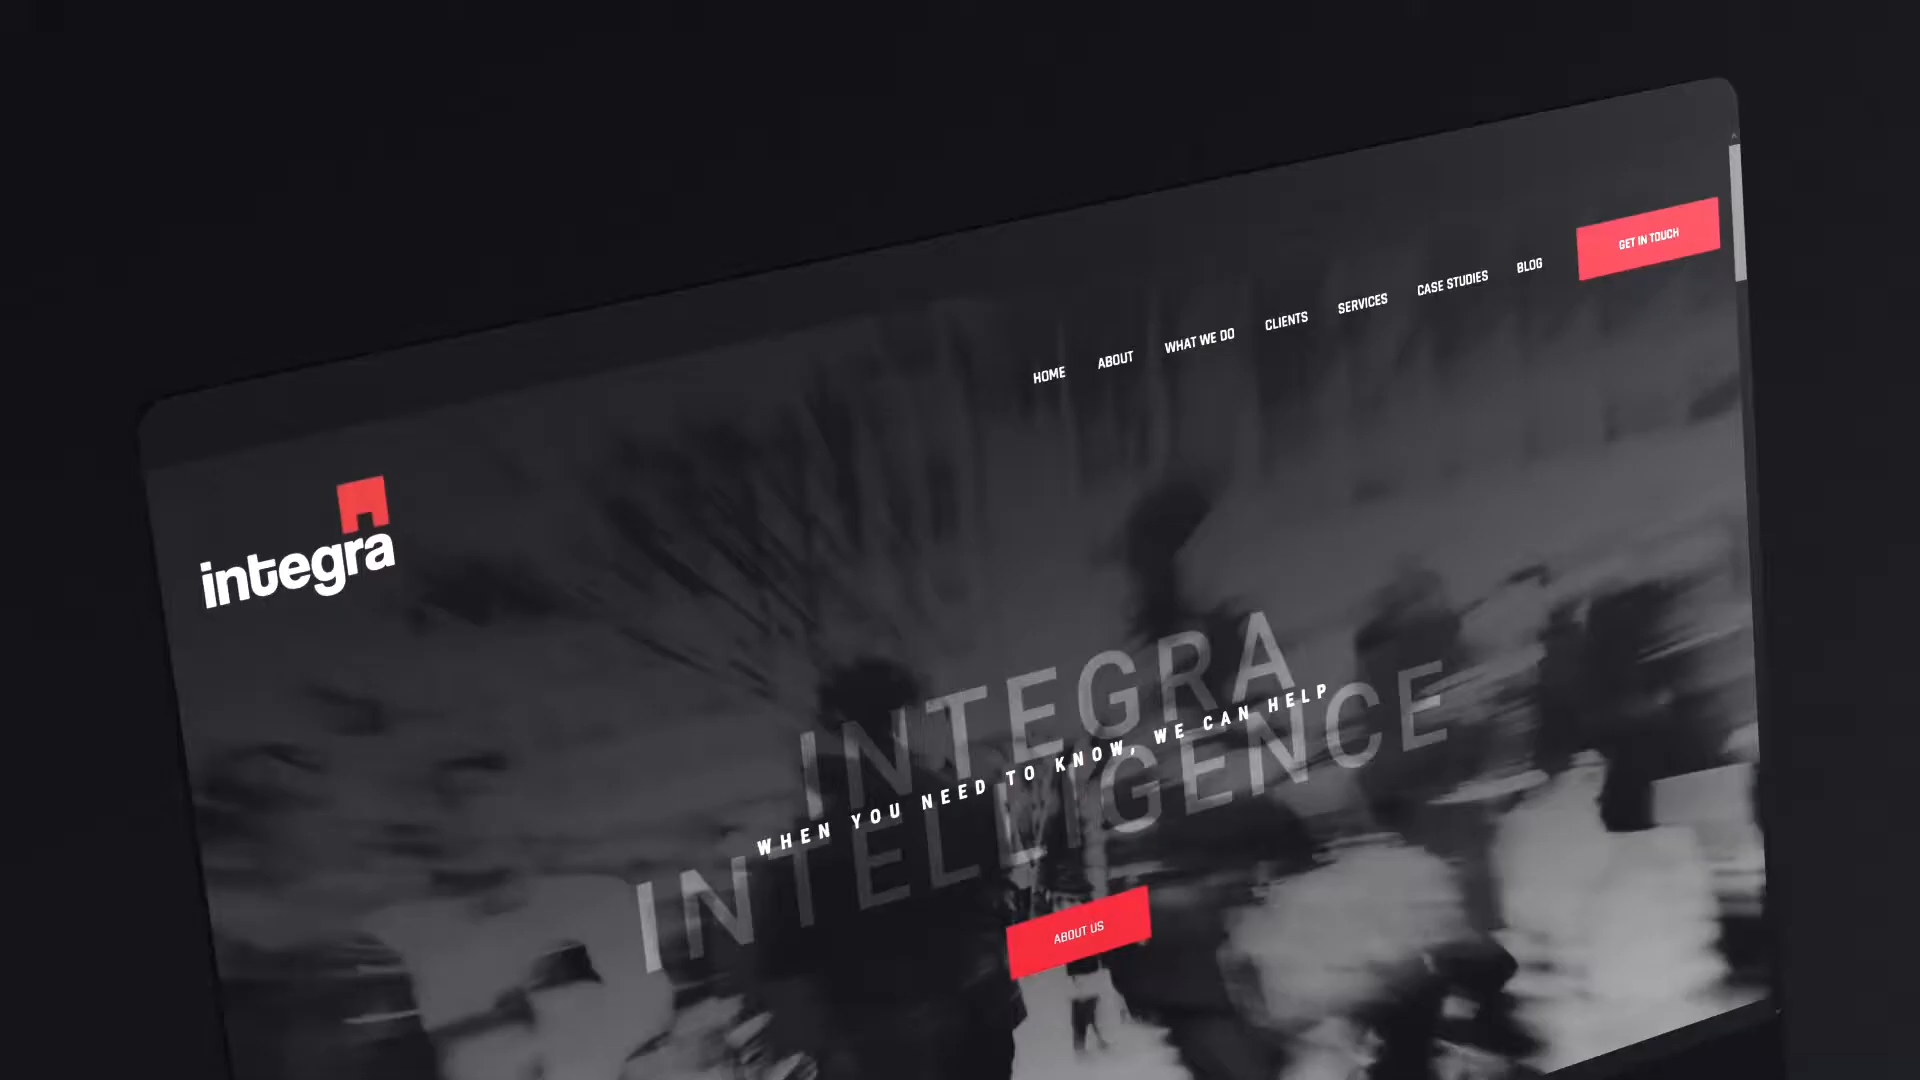 HOME ABOUT WHAT WE DO CLIENTS SERVICES CASE STUDIES BLOG GET IN TOUCH
integra
INTEGRA
WHEN YOU NEED TO KNOW, WE CAN HELP
INTELLIGENCE
ABOUT US